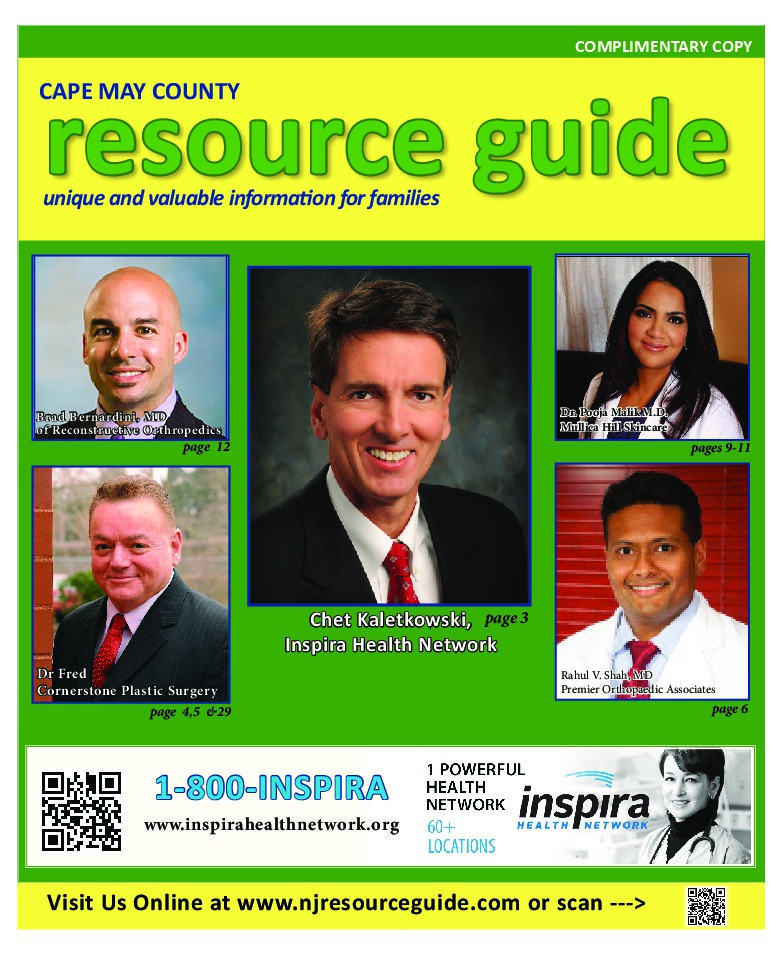 COMPLIMENTARY COPY
CAPE MAY COUNTY
resource guide
unique and valuable information for families
Brad Bernardini, MD
of Reconstructive Orthopedics
page 12
Dr. Pooja Malik M.D.
Mullica Hill Skincare
pages 9-11
Chet Kaletkowski, page 3
Inspira Health Network
Dr Fred
Cornerstone Plastic Surgery
page 4,5 &29
Rahul V. Shah, MD
Premier Orthopaedic Associates
page 6
1-800-INSPIRA
www.inspirahealthnetwork.org
1 POWERFUL
HEALTH
NETWORK
60+
LOCATIONS
inspira
HEALTH NETWORK
Visit Us Online at www.njresourceguide.com or scan --->